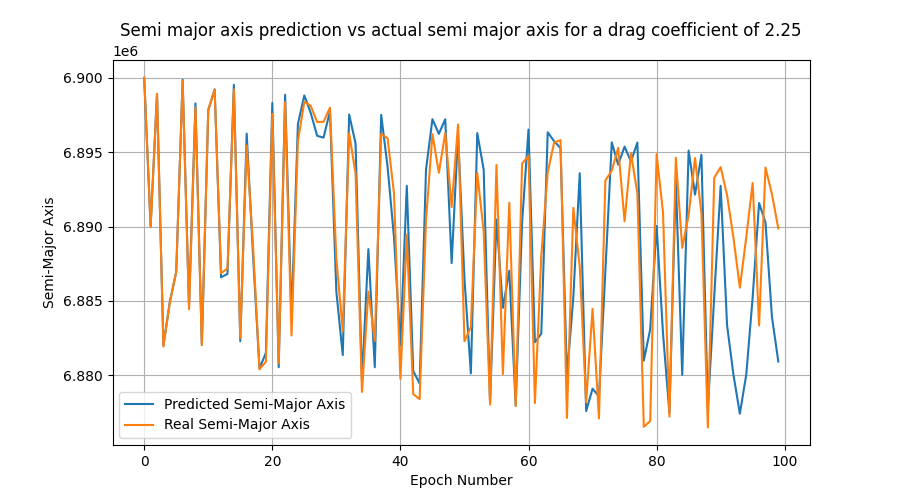 Semi major axis prediction vs actual semi major axis for a drag coefficient of 2.25
1e6
6.900
6.895
6.890
6.885
6.880
Semi-Major Axis
Predicted Semi-Major Axis
Real Semi-Major Axis
0 20 40 60 80 100
Epoch Number